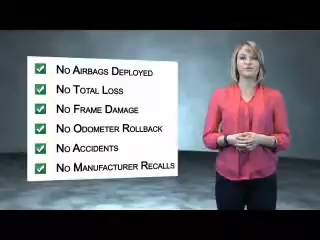 No Airbags Deployed
No Total Loss
No Frame Damage
No Odometer Rollback
No Accidents
No Manufacturer Recalls